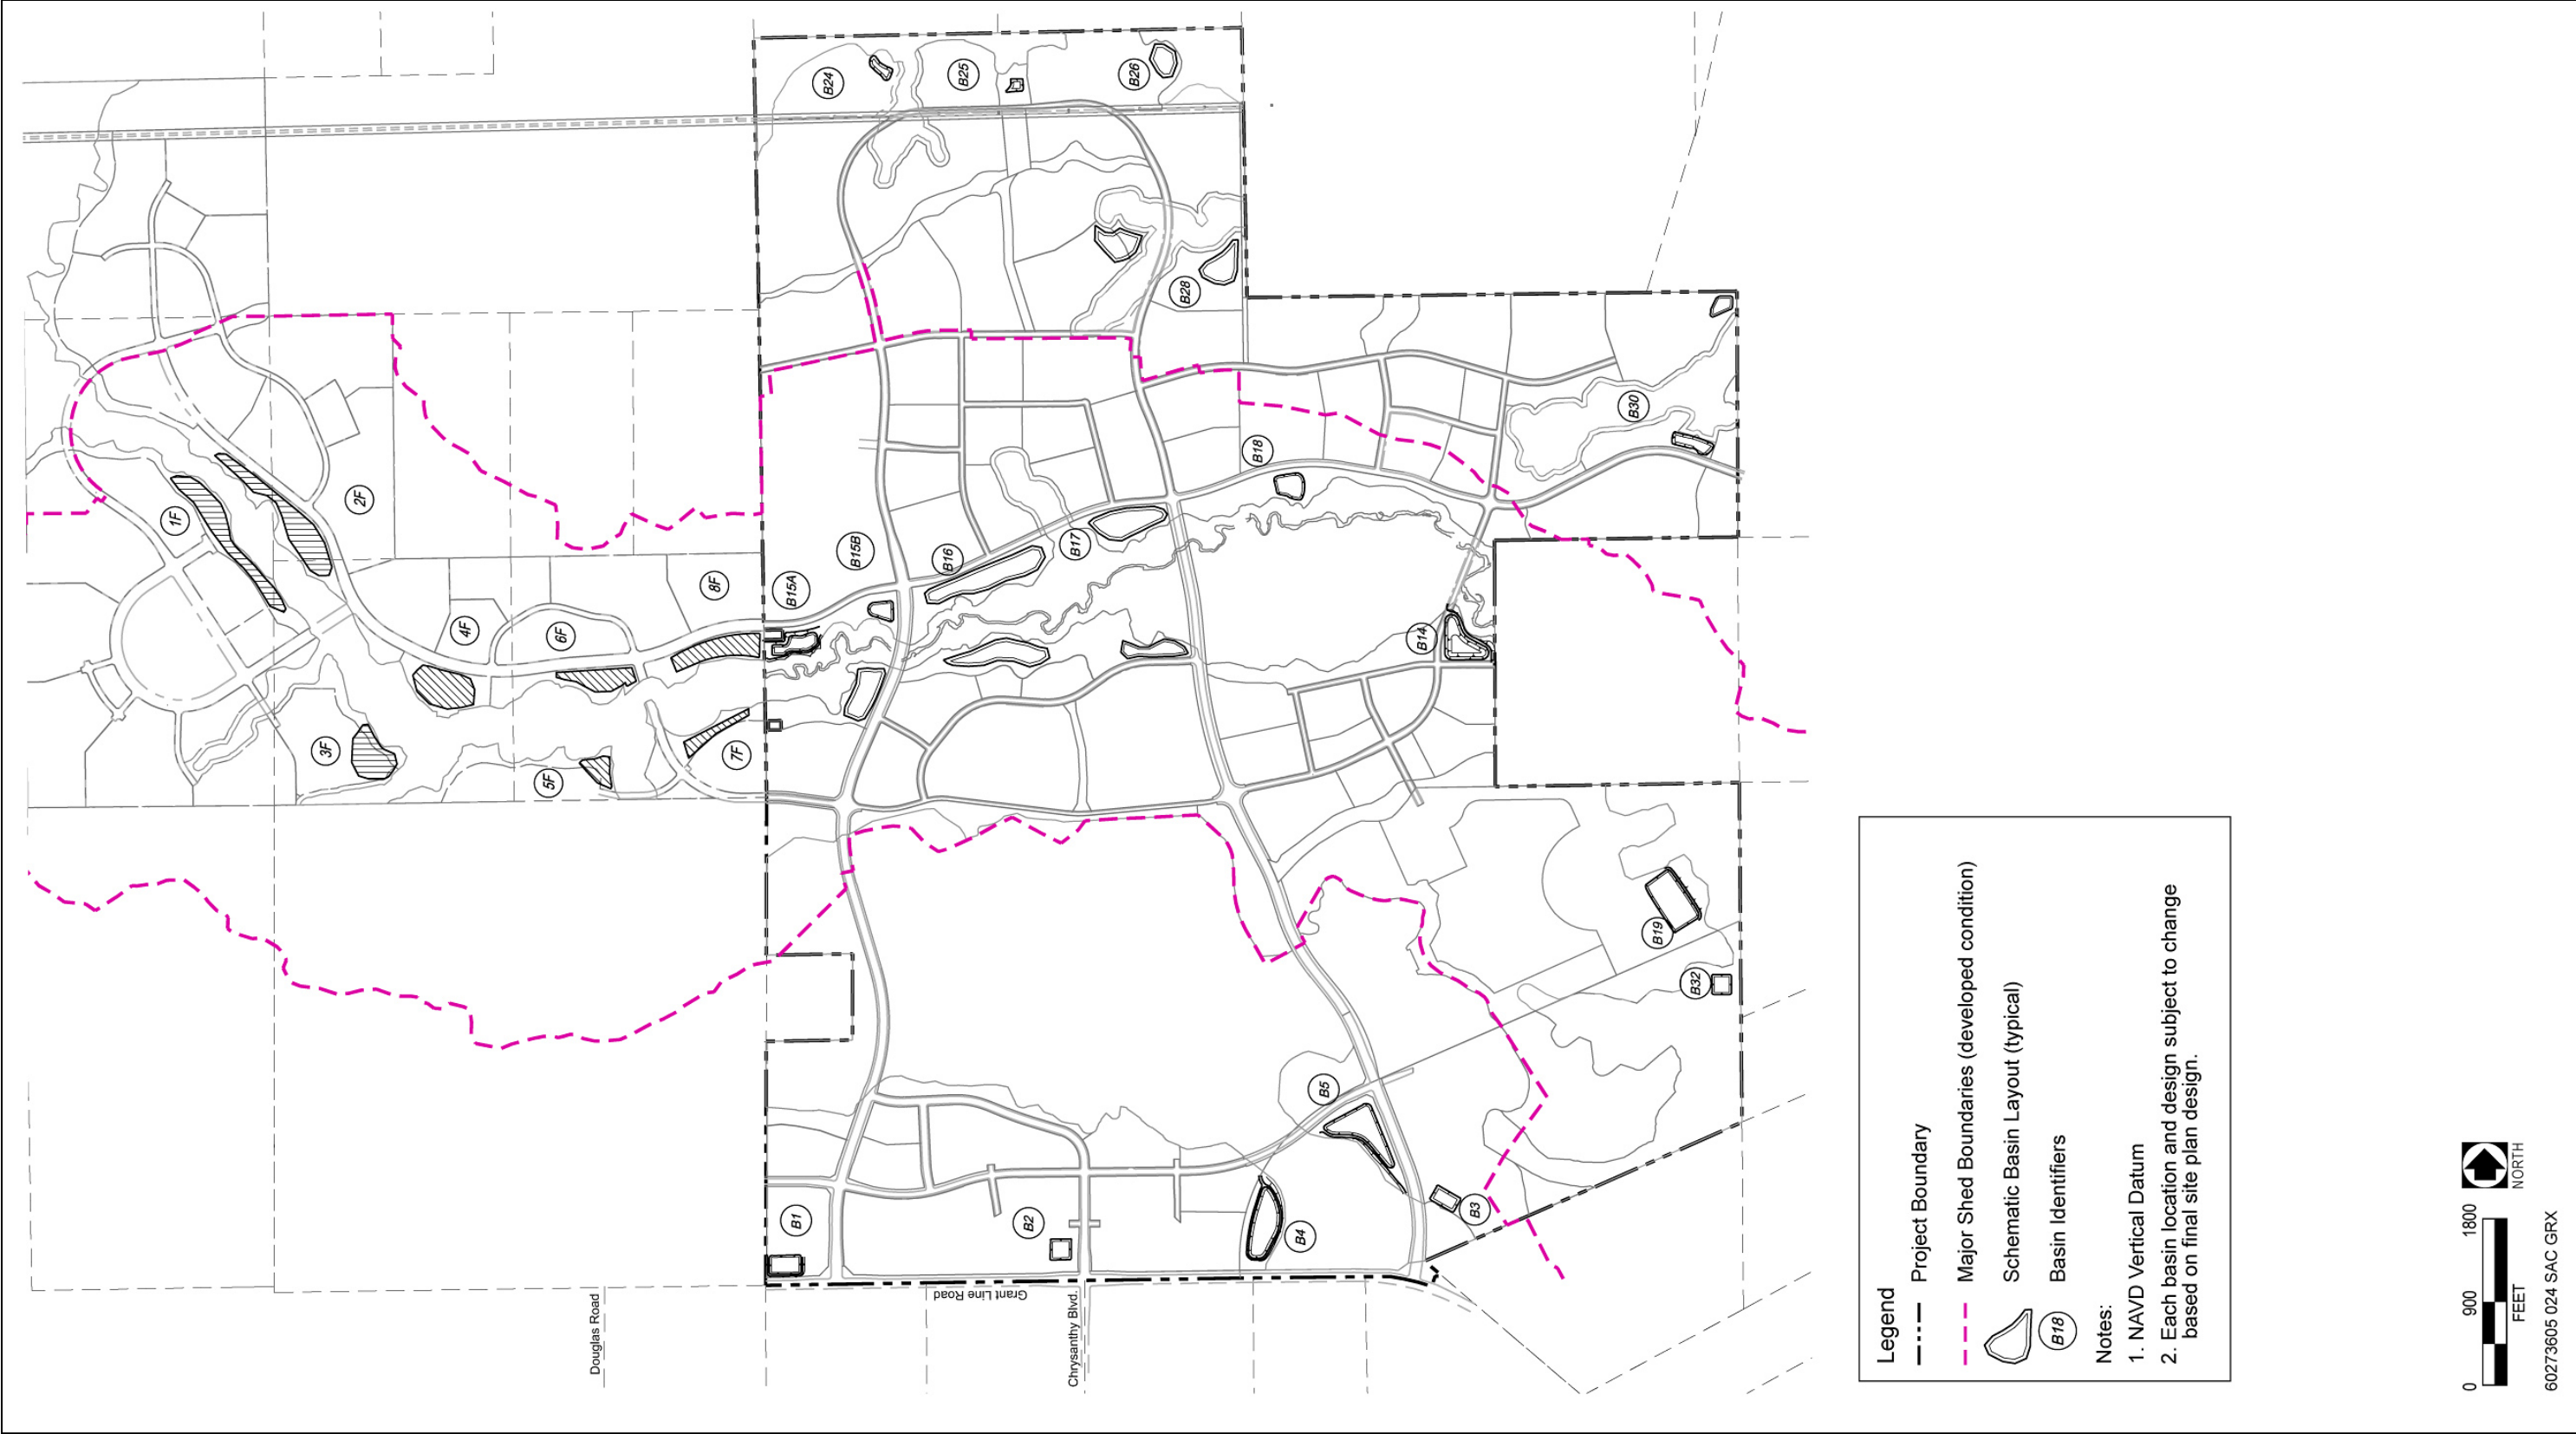 B24
B25
B26
B28
1F
2F
B30
B18
B15B
B16
B17
8F
B15A
4F
6F
B14
3F
5F
7F
B19
B32
B5
B1
B2
B4
B3
Grant Line Road
Douglas Road
Chrysanthy Blvd.
Legend
Project Boundary
Major Shed Boundaries (developed condition)
Schematic Basin Layout (typical)
B18
Basin Identifiers
Notes:
1. NAVD Vertical Datum
2. Each basin location and design subject to change
based on final site plan design.
NORTH
0 900 1800
FEET
60273605 024 SAC GRX